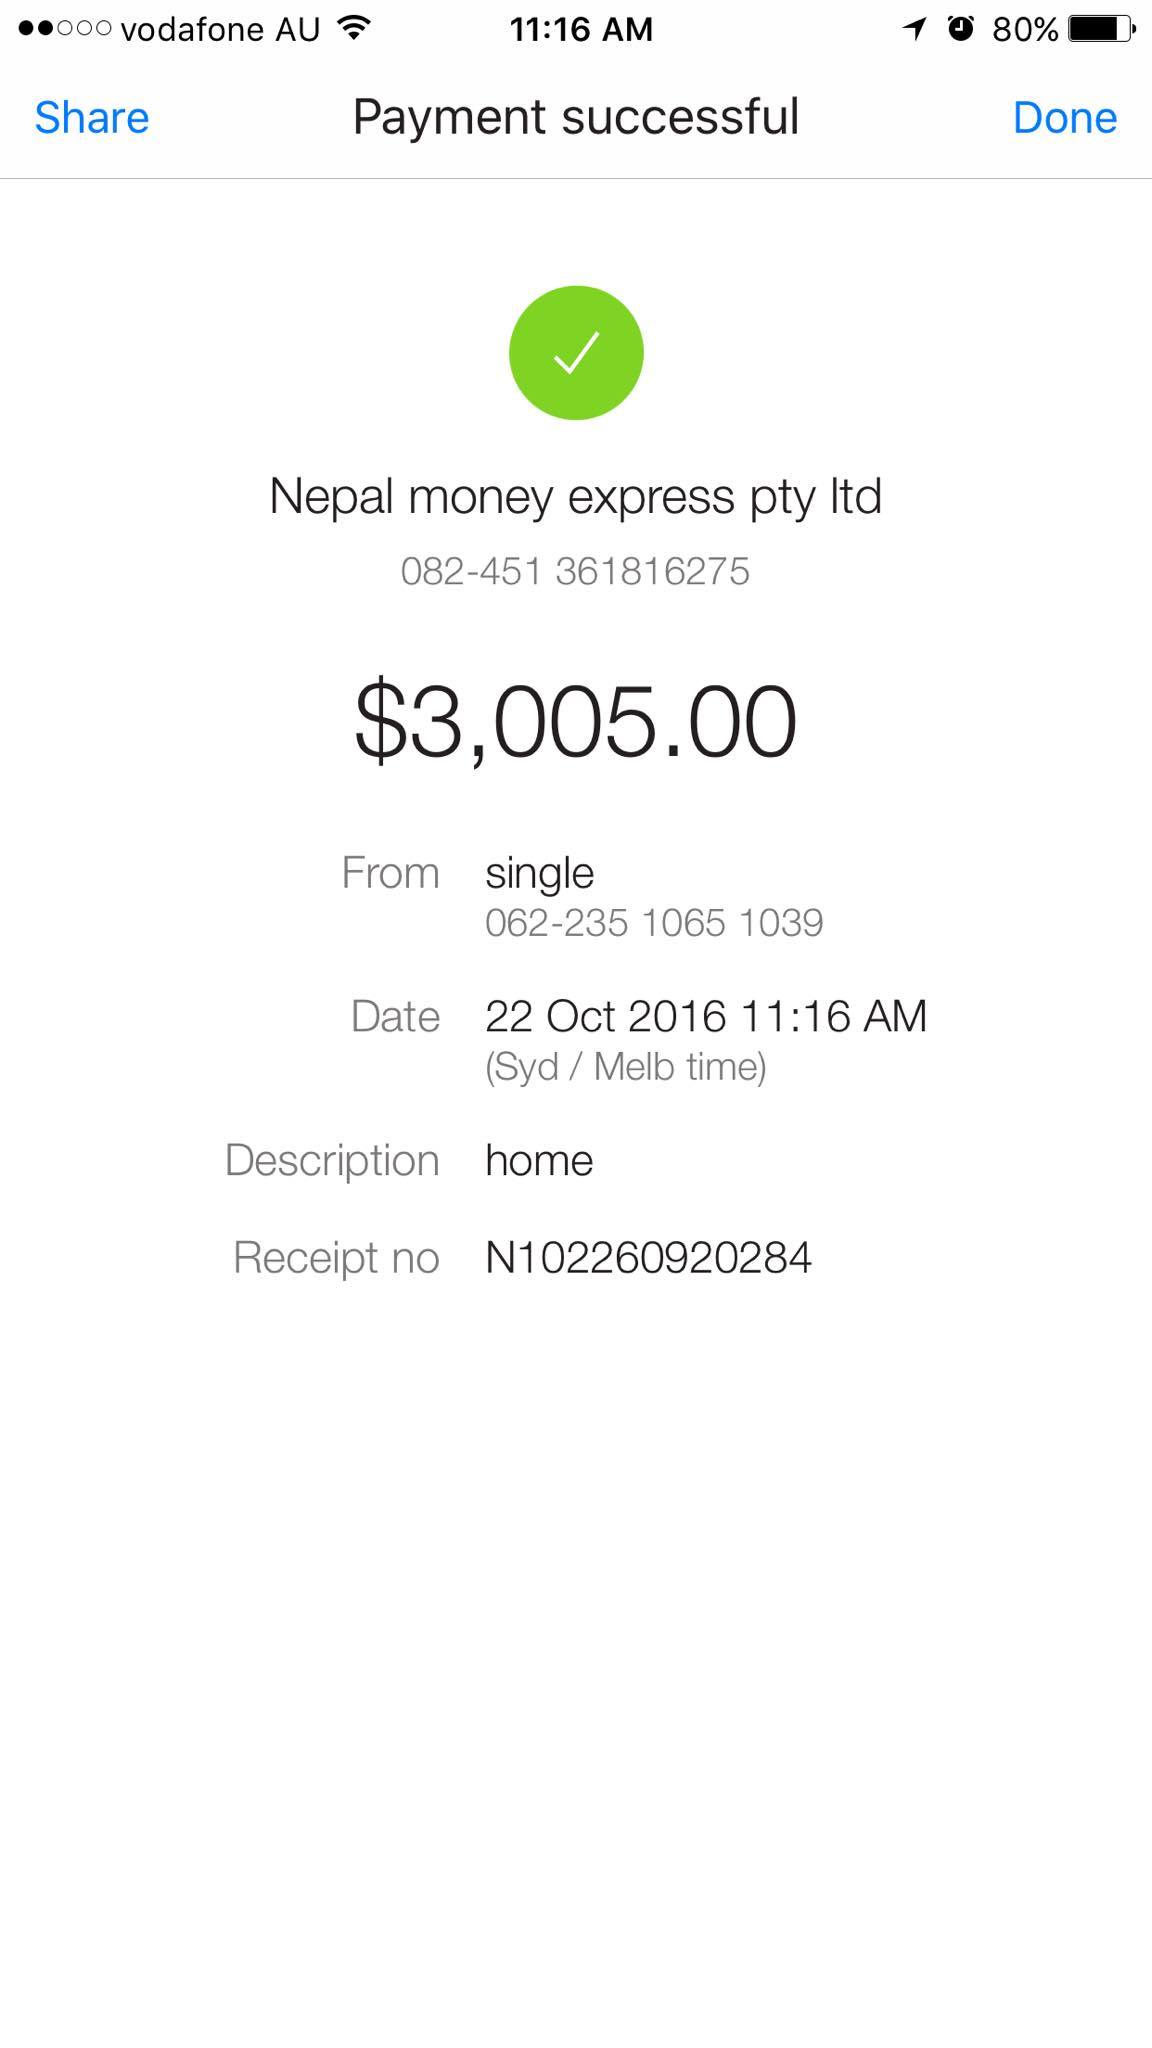 vodafone AU 11:16 AM 80%
Share Payment successful Done
Nepal money express pty ltd
082-451 361816275
$3,005.00
From single
062-235 1065 1039
Date 22 Oct 2016 11:16 AM
(Syd / Melb time)
Description home
Receipt no N102260920284